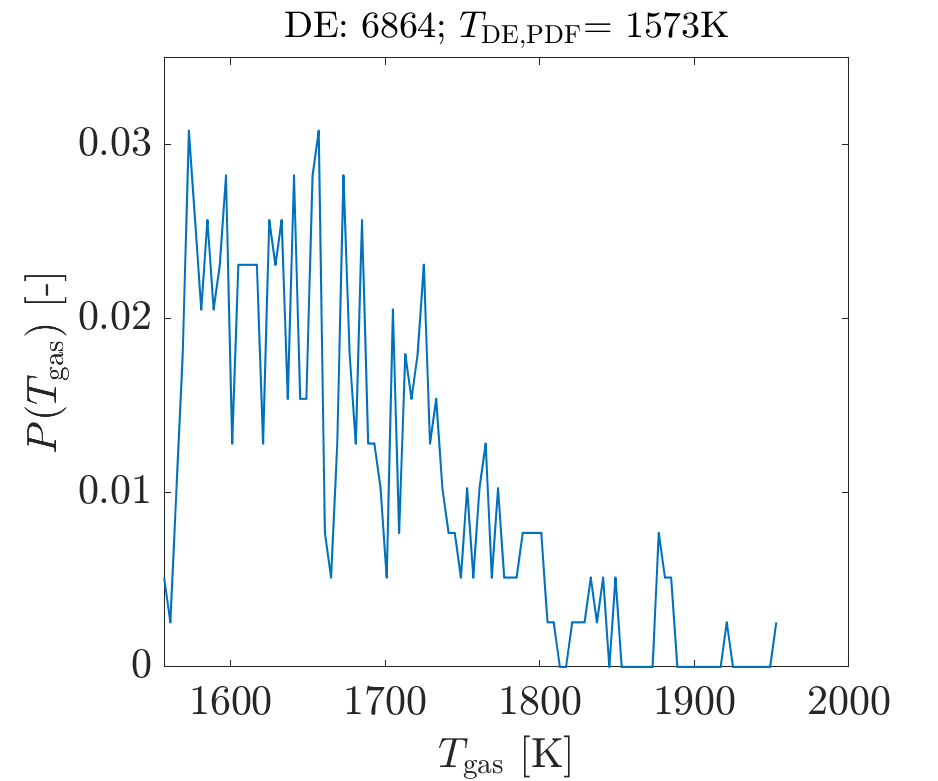 DE: 6864; T_DE,PDF= 1573K
0.03
0.02
0.01
0
P(T_gas) [-]
1600 1700 1800 1900 2000
T_gas [K]